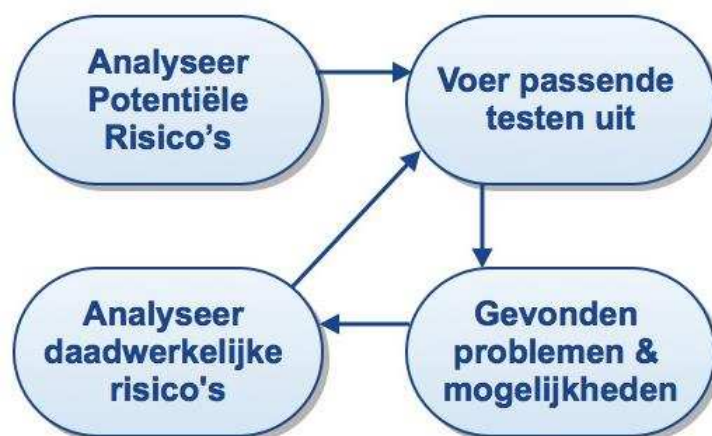 Analyseer
Potentiële
Risico’s
Voer passende
testen uit
Analyseer
daadwerkelijke
risico's
Gevonden
problemen &
mogelijkheden